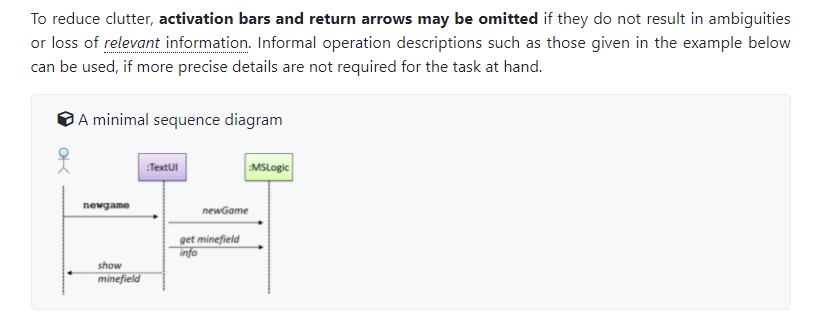 To reduce clutter, activation bars and return arrows may be omitted if they do not result in ambiguities
or loss of relevant information. Informal operation descriptions such as those given in the example below
can be used, if more precise details are not required for the task at hand.
A minimal sequence diagram
:TextUI
:MSLogic
newgame
newGame
get minefield
info
show
minefield